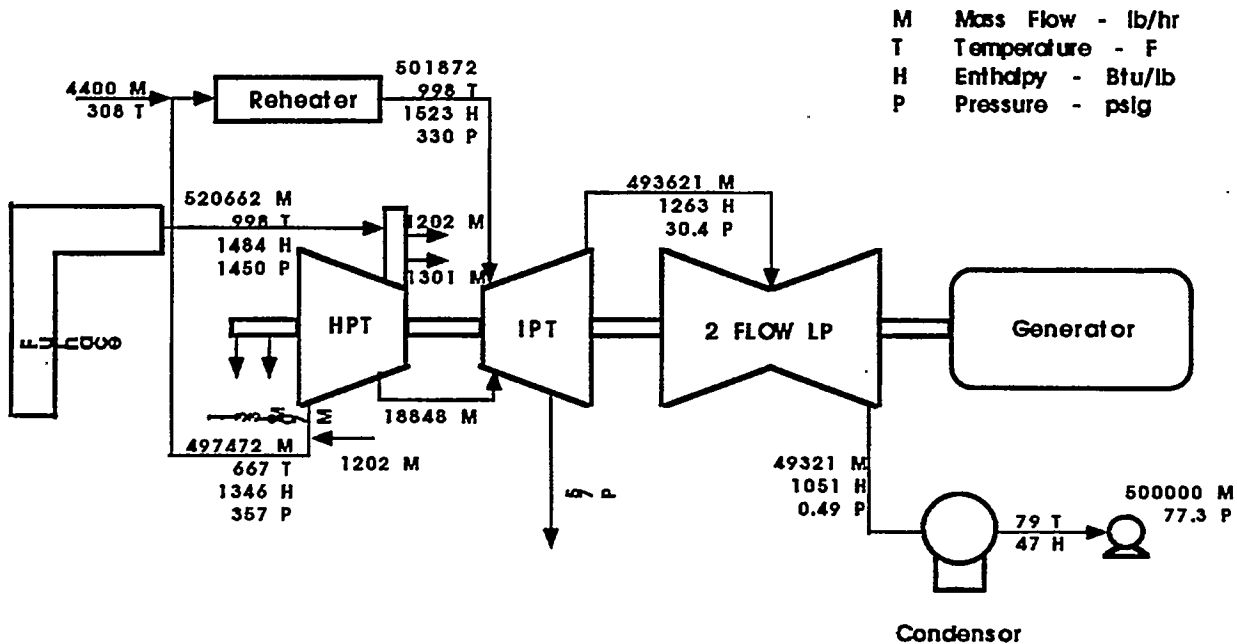 M Mass Flow - lb/hr
T Temperature - F
H Enthalpy - Btu/lb
P Pressure - psig
4400 M
308 T
Reheater
501872
998 T
1523 H
330 P
520662 M
998 T
1484 H
1450 P
1202 M
1301 M
493621 M
1263 H
30.4 P
Furnace
HPT
IPT
2 FLOW LP
Generator
18848 M
497472 M
667 T
1346 H
357 P
1202 M
57 P
49321 M
1051 H
0.49 P
79 T
47 H
500000 M
77.3 P
Condensor